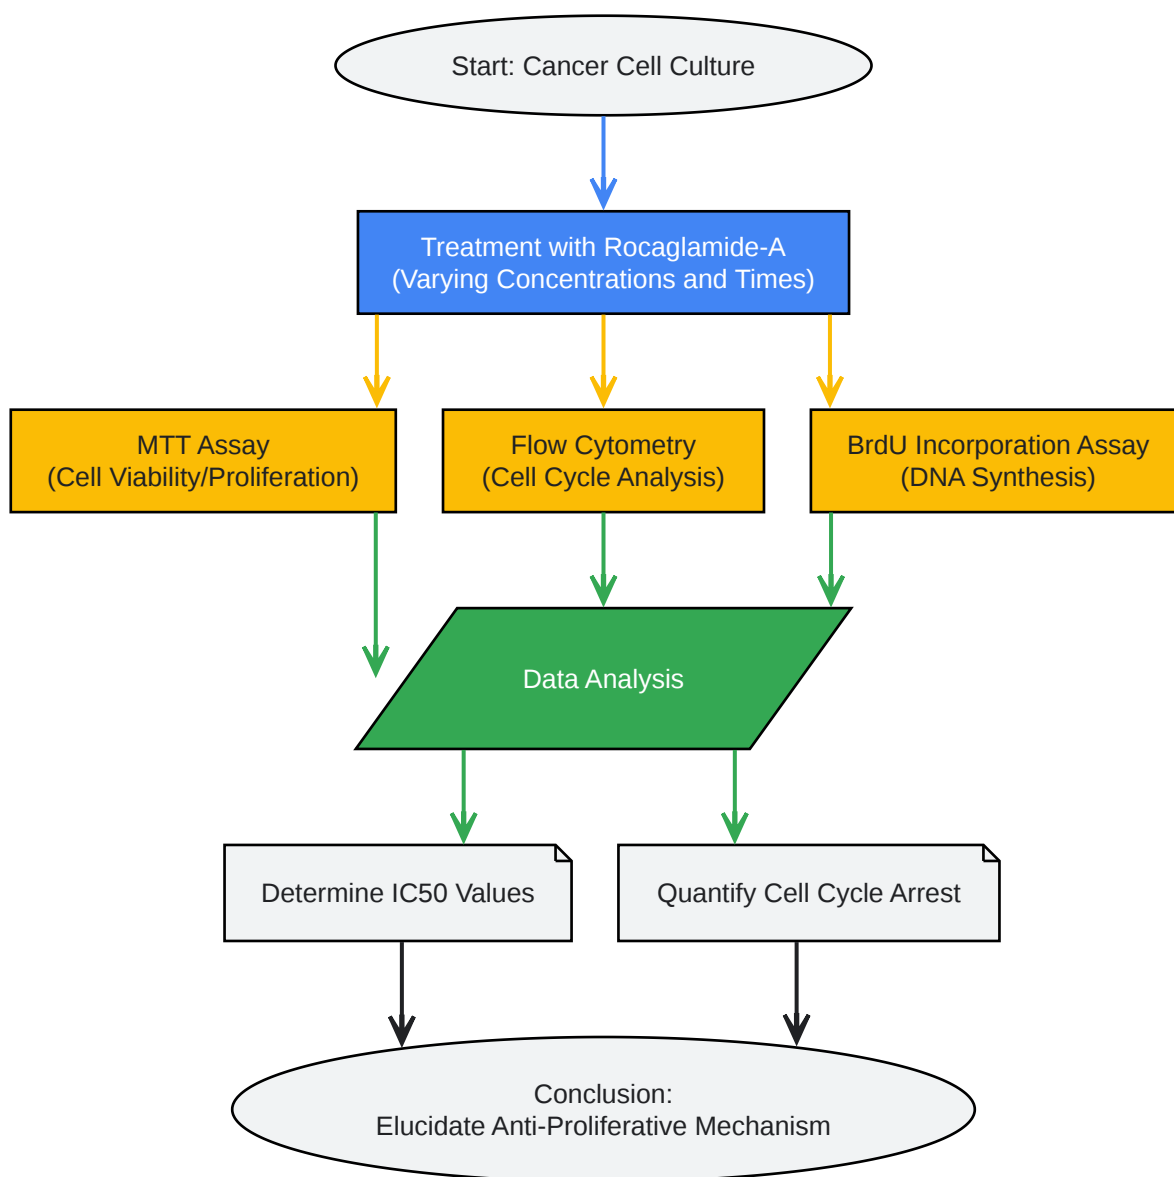 Start: Cancer Cell Culture
Treatment with Rocaglamide-A
(Varying Concentrations and Times)
MTT Assay
(Cell Viability/Proliferation)
Flow Cytometry
(Cell Cycle Analysis)
BrdU Incorporation Assay
(DNA Synthesis)
Data Analysis
Determine IC50 Values
Quantify Cell Cycle Arrest
Conclusion:
Elucidate Anti-Proliferative Mechanism